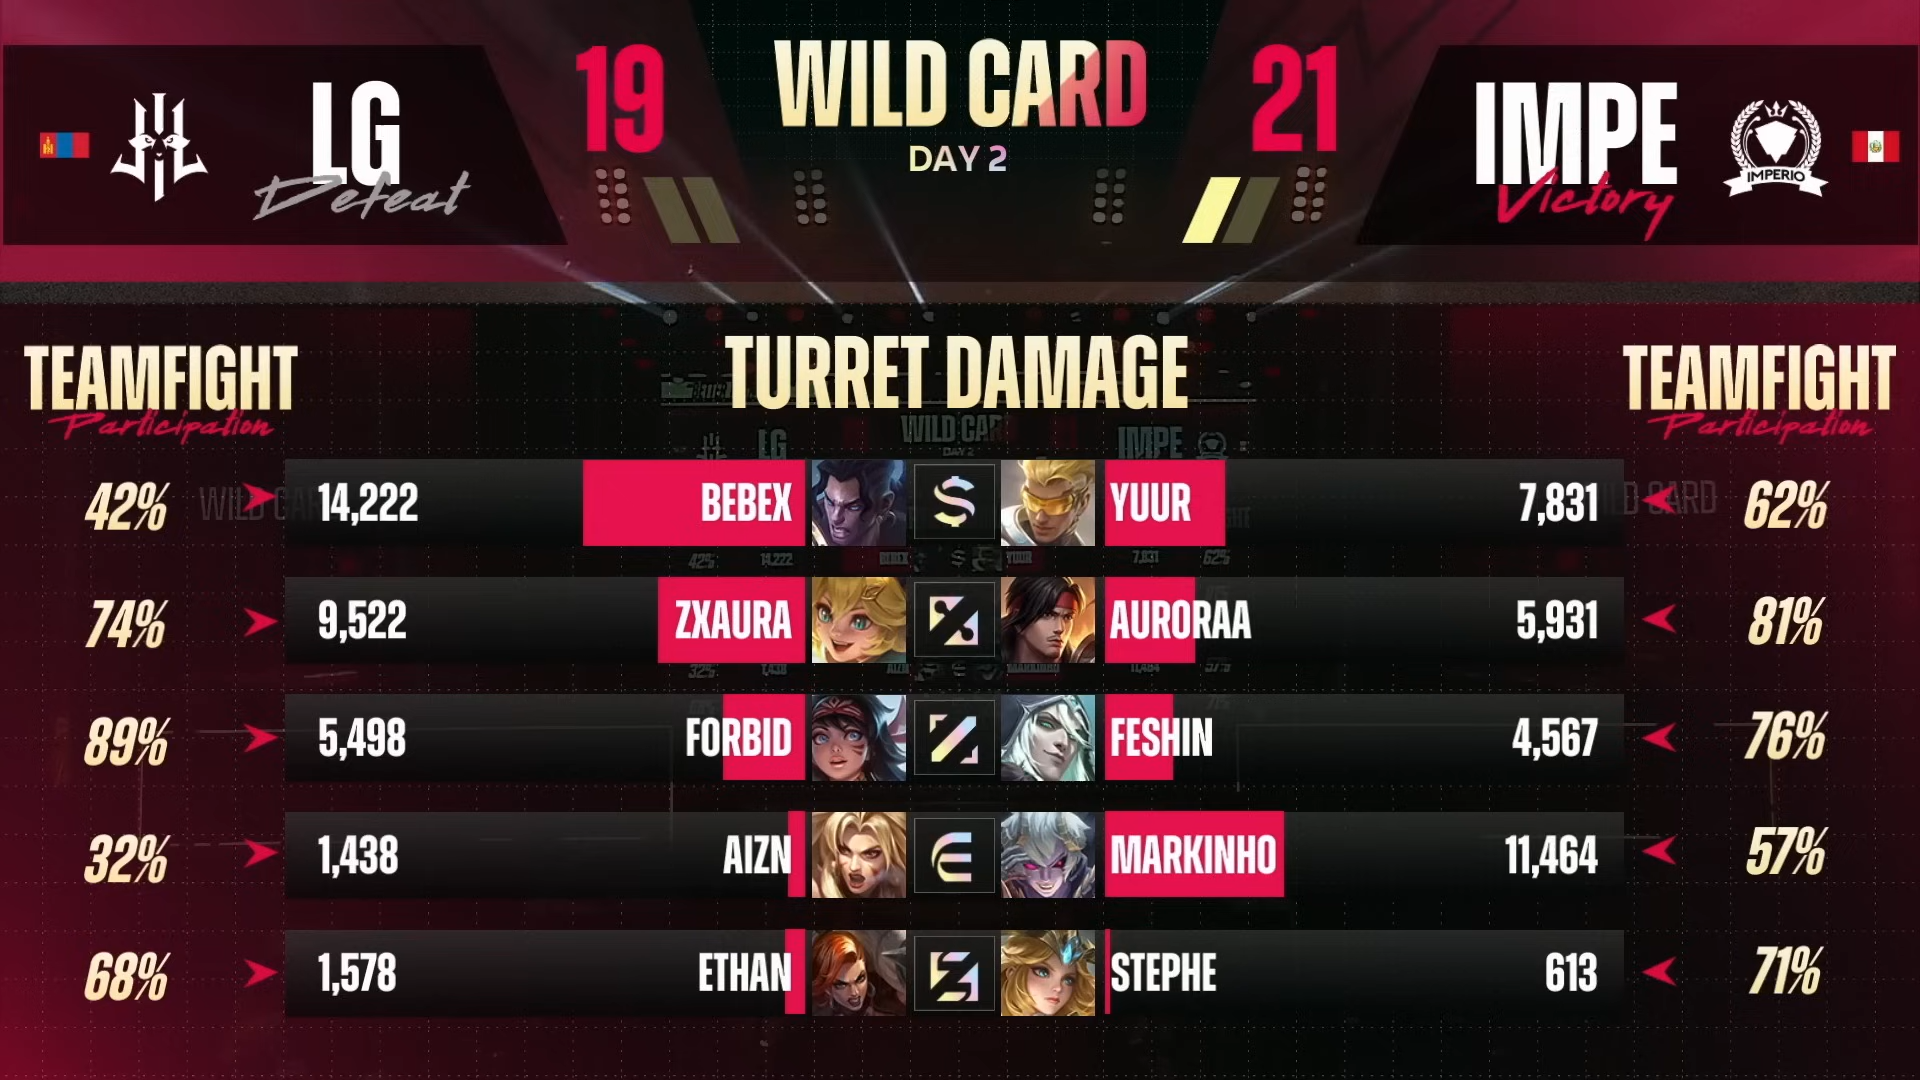 LG
Defeat
19
WILD CARD
DAY 2
21
IMPE
Victory
IMPERIO
TEAMFIGHT
Participation
TURRET DAMAGE
TEAMFIGHT
Participation
42% 14,222 BEBEX YUUR 7,831 62%
74% 9,522 ZXAURA AURORAA 5,931 81%
89% 5,498 FORBID FESHIN 4,567 76%
32% 1,438 AIZN MARKINHO 11,464 57%
68% 1,578 ETHAN STEPHE 613 71%